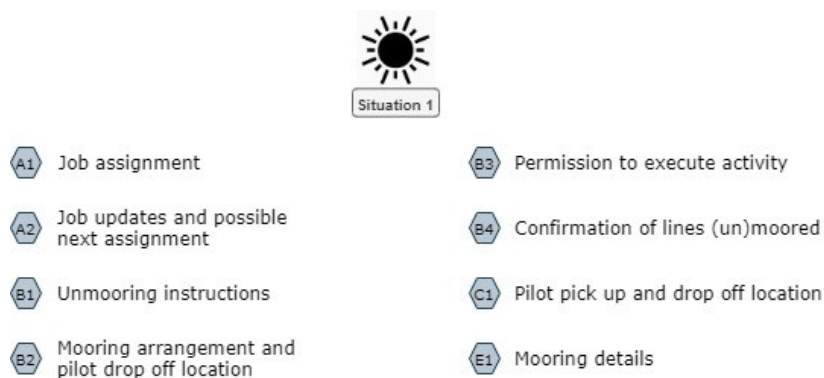 Situation 1
A1 Job assignment
A2 Job updates and possible
next assignment
B1 Unmooring instructions
B2 Mooring arrangement and
pilot drop off location
B3 Permission to execute activity
B4 Confirmation of lines (un)moored
C1 Pilot pick up and drop off location
E1 Mooring details